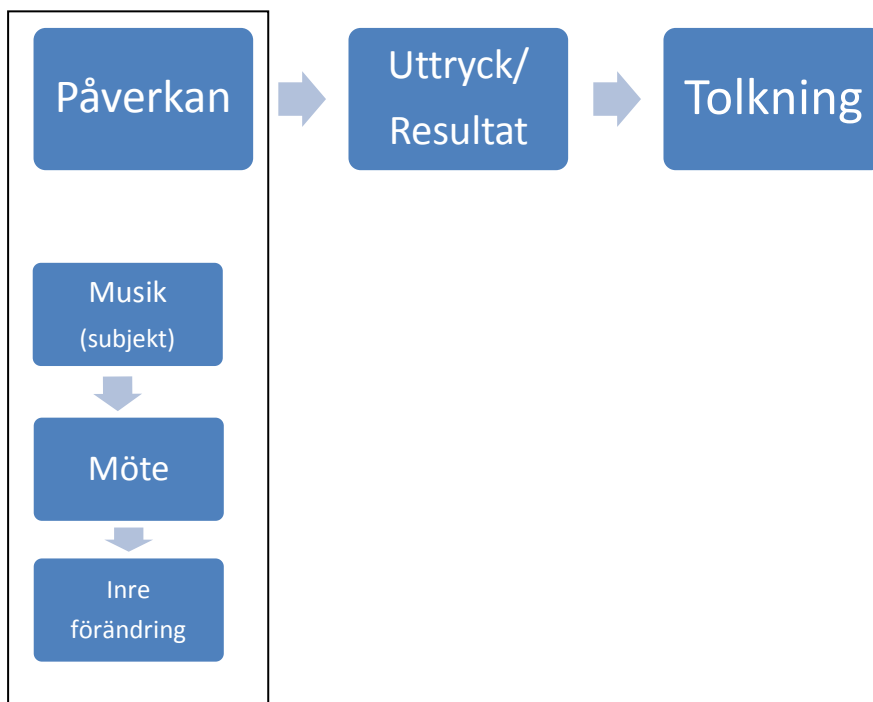 Påverkan
Uttryck/
Resultat
Tolkning
Musik
(subjekt)
Möte
Inre
förändring